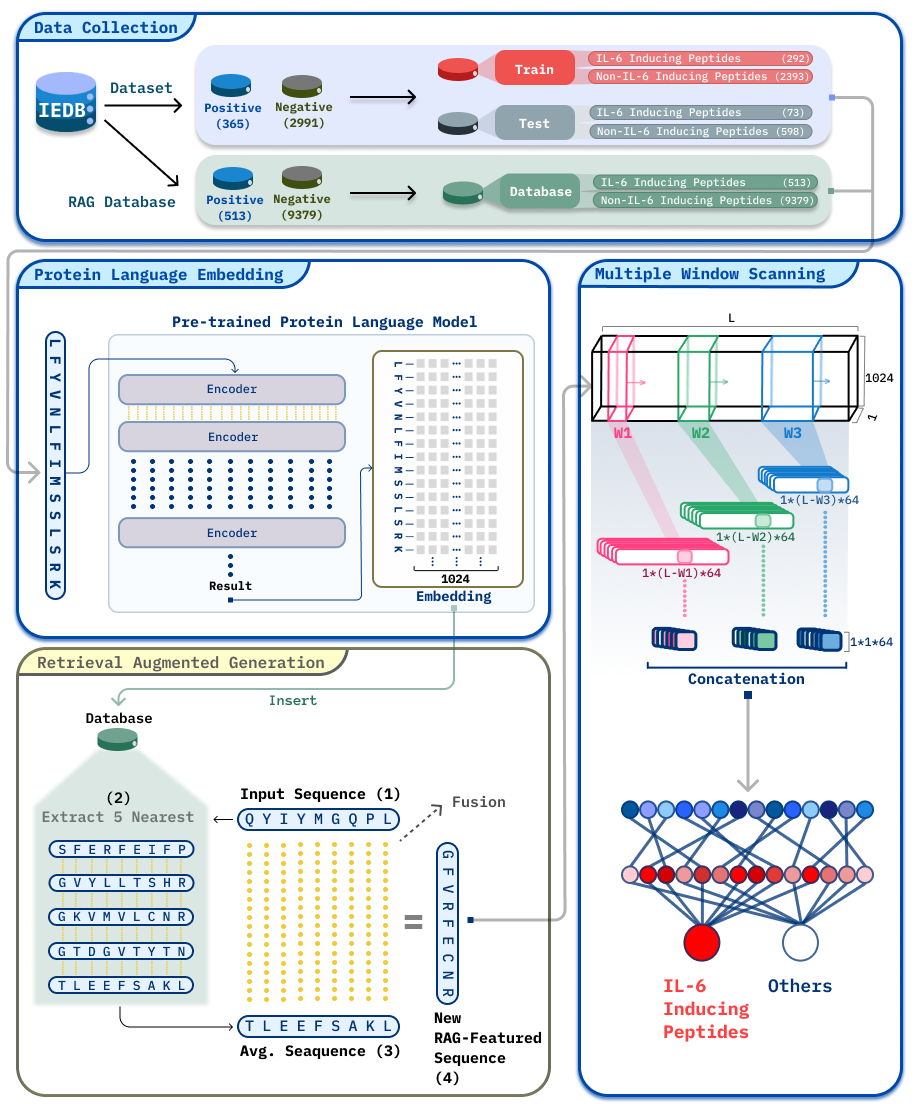 Data Collection
IEDB
Dataset
RAG Database
Positive
(365)
Negative
(2991)
Train
IL-6 Inducing Peptides (292)
Non-IL-6 Inducing Peptides (2393)
Test
IL-6 Inducing Peptides (73)
Non-IL-6 Inducing Peptides (598)
Positive
(513)
Negative
(9379)
Database
IL-6 Inducing Peptides (513)
Non-IL-6 Inducing Peptides (9379)
Protein Language Embedding
L F Y V N L F I M S S L S R K
Pre-trained Protein Language Model
Encoder
Encoder
Encoder
Result
L F Y V N L F I M S S L S R K
1024
Embedding
Retrieval Augmented Generation
Insert
Database
(2)
Extract 5 Nearest
S F E R F E I F P
G V Y L L T S H R
G K V M V L C N R
G T D G V T Y T N
T L E E F S A K L
Input Sequence (1)
Q Y I Y M G Q P L
Fusion
=
G F V R F E C N R
T L E E F S A K L
Avg. Seaquence (3)
New
RAG-Featured
Sequence
(4)
Multiple Window Scanning
L
1024
1
W1
W2
W3
1*(L-W3)*64
1*(L-W2)*64
1*(L-W1)*64
1*1*64
Concatenation
IL-6
Inducing
Peptides
Others